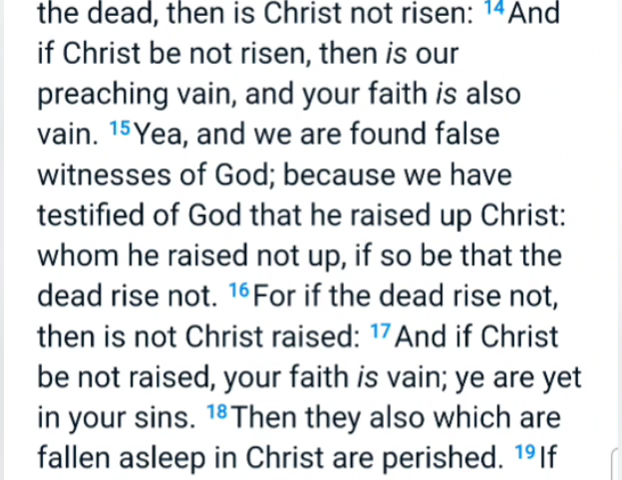 the dead, then is Christ not risen: 14 And
if Christ be not risen, then is our
preaching vain, and your faith is also
vain. 15 Yea, and we are found false
witnesses of God; because we have
testified of God that he raised up Christ:
whom he raised not up, if so be that the
dead rise not. 16 For if the dead rise not,
then is not Christ raised: 17 And if Christ
be not raised, your faith is vain; ye are yet
in your sins. 18 Then they also which are
fallen asleep in Christ are perished. 19 If